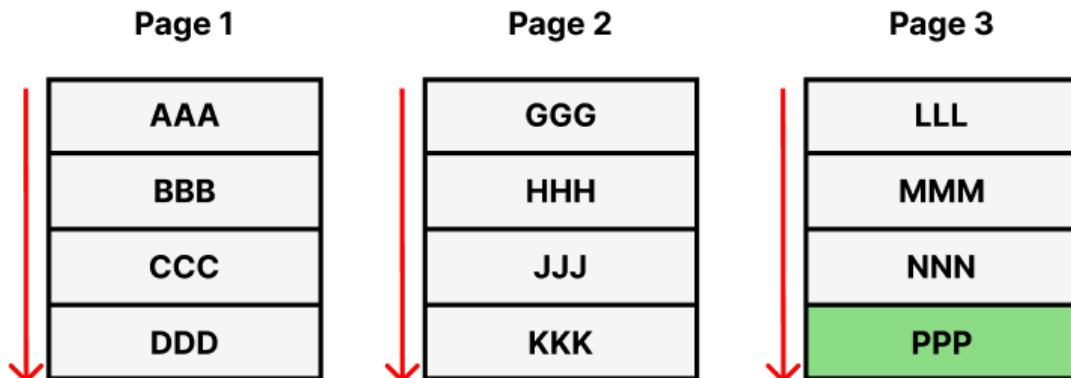 Page 1
AAA
BBB
CCC
DDD
Page 2
GGG
HHH
JJJ
KKK
Page 3
LLL
MMM
NNN
PPP